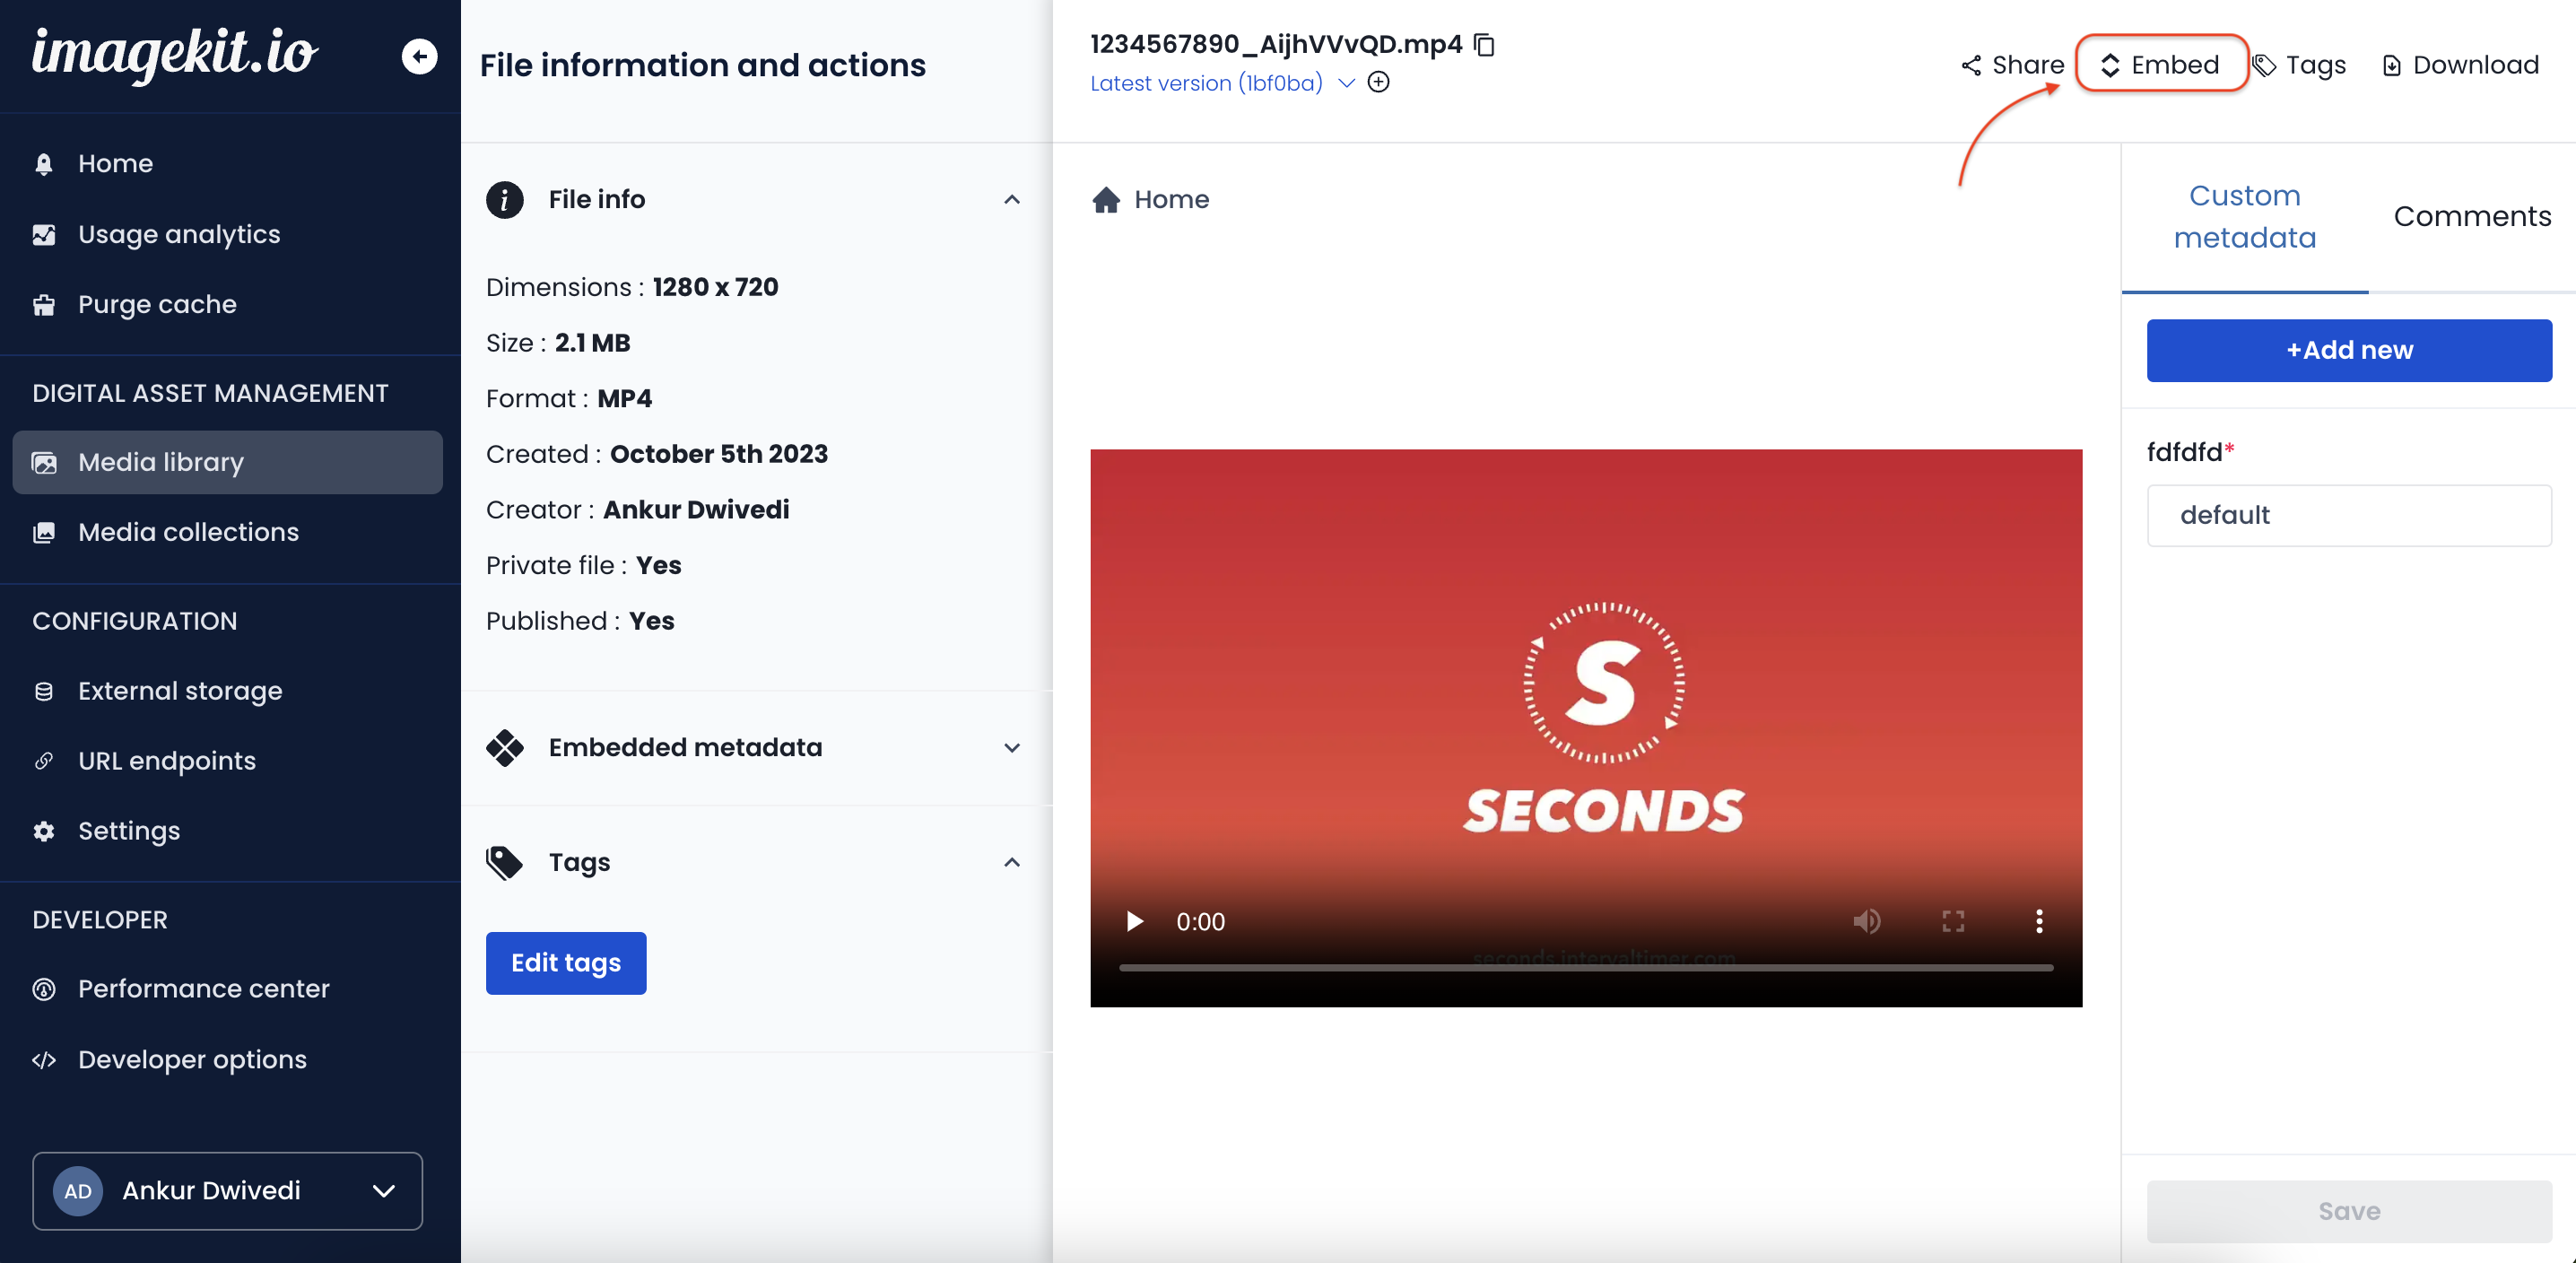 imagekit.io
Home
Usage analytics
Purge cache
DIGITAL ASSET MANAGEMENT
Media library
Media collections
CONFIGURATION
External storage
URL endpoints
Settings
DEVELOPER
Performance center
</> Developer options
AD Ankur Dwivedi
File information and actions
i File info
Dimensions : 1280 x 720
Size : 2.1 MB
Format : MP4
Created : October 5th 2023
Creator : Ankur Dwivedi
Private file : Yes
Published : Yes
Embedded metadata
Tags
Edit tags
1234567890_AijhVVvQD.mp4
Latest version (1bf0ba)
Share Embed Tags Download
Home
S
SECONDS
0:00
seconds.intervaltimer.com
Custom
metadata
Comments
+Add new
fdfdfd*
default
Save